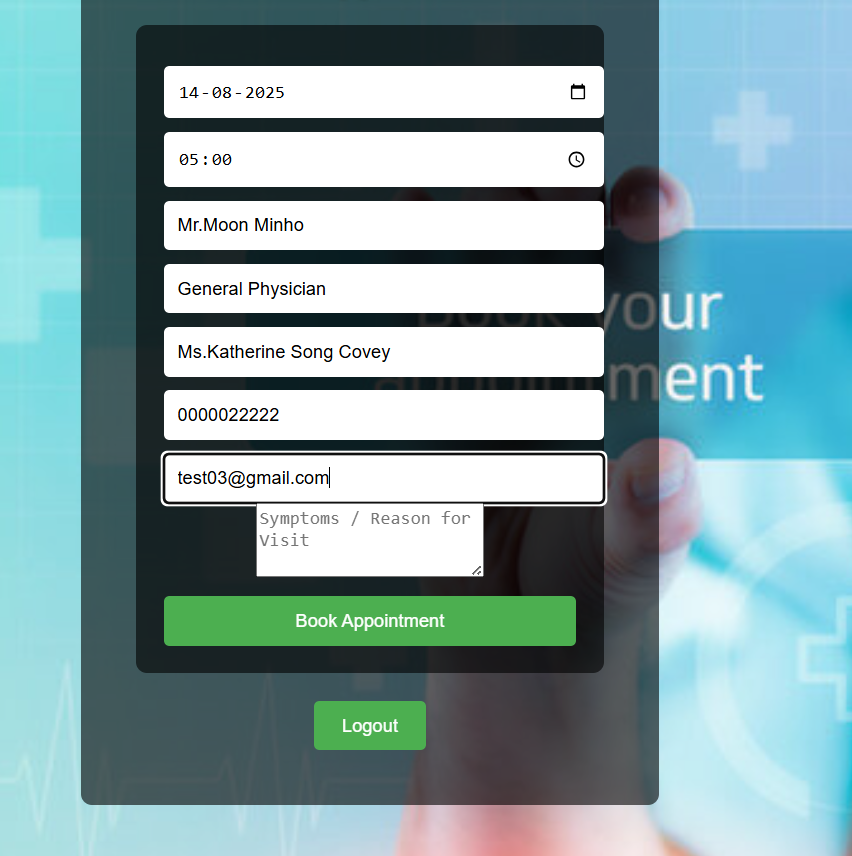 14-08-2025
05:00
Mr.Moon Minho
General Physician
Ms.Katherine Song Covey
0000022222
test03@gmail.com
Symptoms / Reason for
Visit
Book Appointment
Logout
Book your
appointment